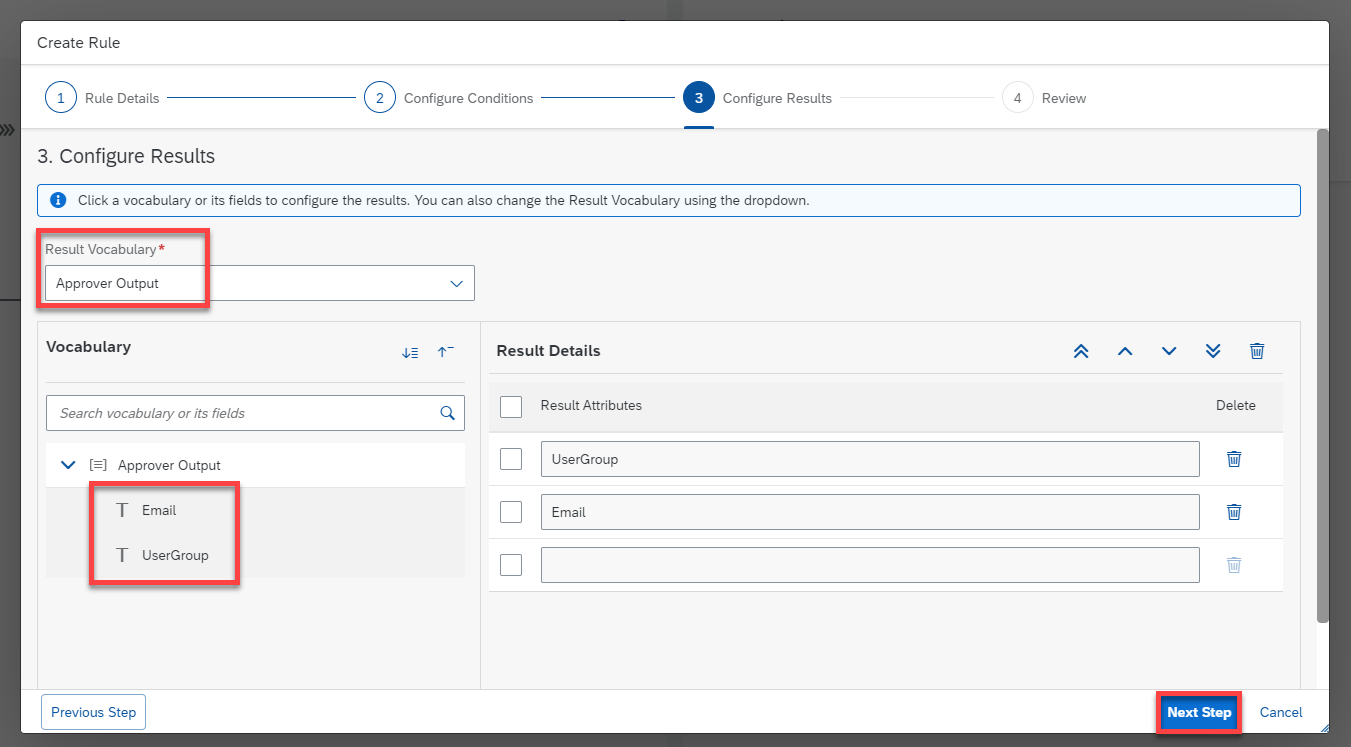 Create Rule
1 Rule Details 2 Configure Conditions 3 Configure Results 4 Review
3. Configure Results
Click a vocabulary or its fields to configure the results. You can also change the Result Vocabulary using the dropdown.
Result Vocabulary*
Approver Output
Vocabulary
Search vocabulary or its fields
Approver Output
Email
UserGroup
Result Details
Result Attributes Delete
UserGroup
Email
Previous Step Next Step Cancel